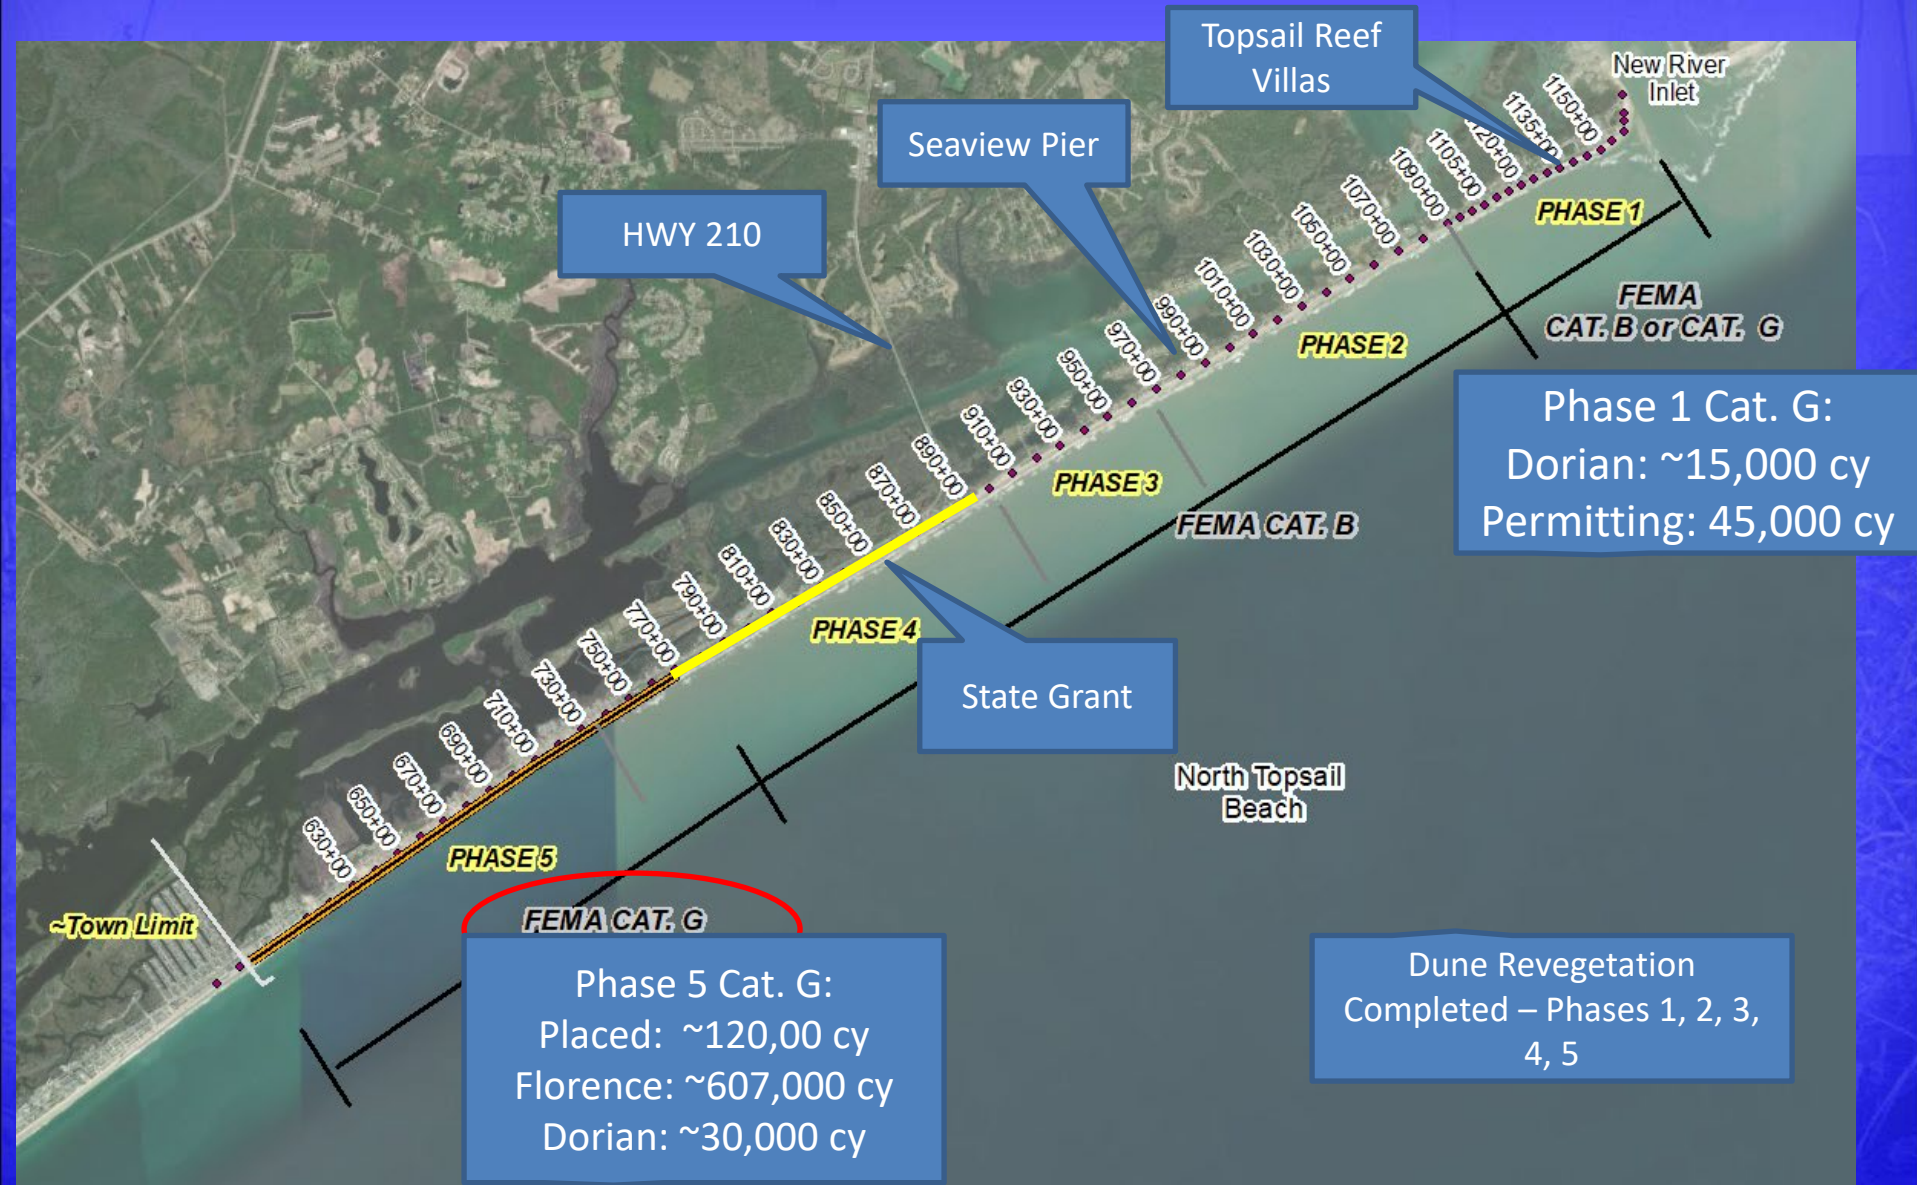 Topsail Reef
Villas
New River
Inlet
Seaview Pier
HWY 210
1150+00
1135+00
1105+00
1090+00
1070+00
1050+00
1030+00
1010+00
990+00
970+00
950+00
930+00
910+00
890+00
870+00
850+00
830+00
810+00
790+00
770+00
750+00
730+00
710+00
690+00
670+00
650+00
630+00
PHASE 1
FEMA
CAT. B or CAT. G
PHASE 2
Phase 1 Cat. G:
Dorian: ~15,000 cy
Permitting: 45,000 cy
PHASE 3
FEMA CAT. B
PHASE 4
State Grant
North Topsail
Beach
PHASE 5
~Town Limit
FEMA CAT. G
Phase 5 Cat. G:
Placed: ~120,00 cy
Florence: ~607,000 cy
Dorian: ~30,000 cy
Dune Revegetation
Completed – Phases 1, 2, 3,
4, 5